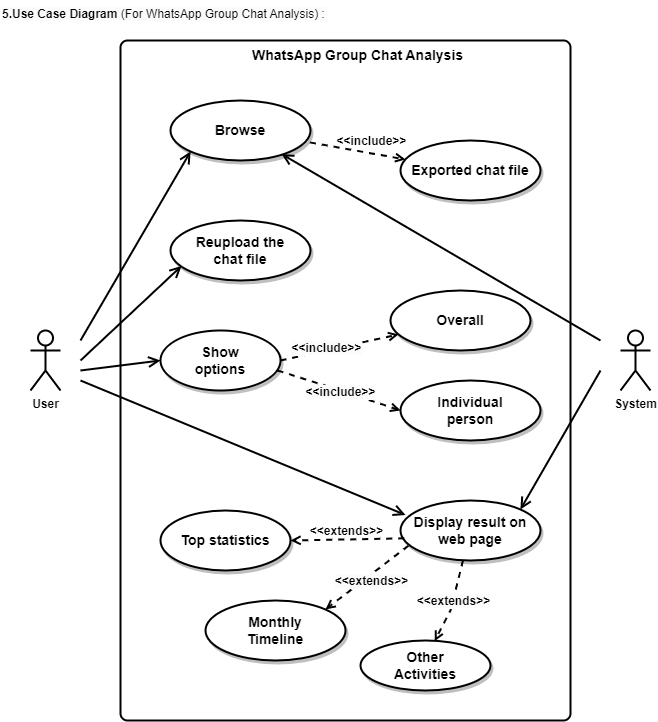 5.Use Case Diagram (For WhatsApp Group Chat Analysis) :
WhatsApp Group Chat Analysis
Browse
<<include>>
Exported chat file
Reupload the
chat file
Overall
<<include>>
Show
options
<<include>>
Individual
person
User
System
Display result on
web page
<<extends>>
Top statistics
<<extends>>
<<extends>>
Monthly
Timeline
Other
Activities